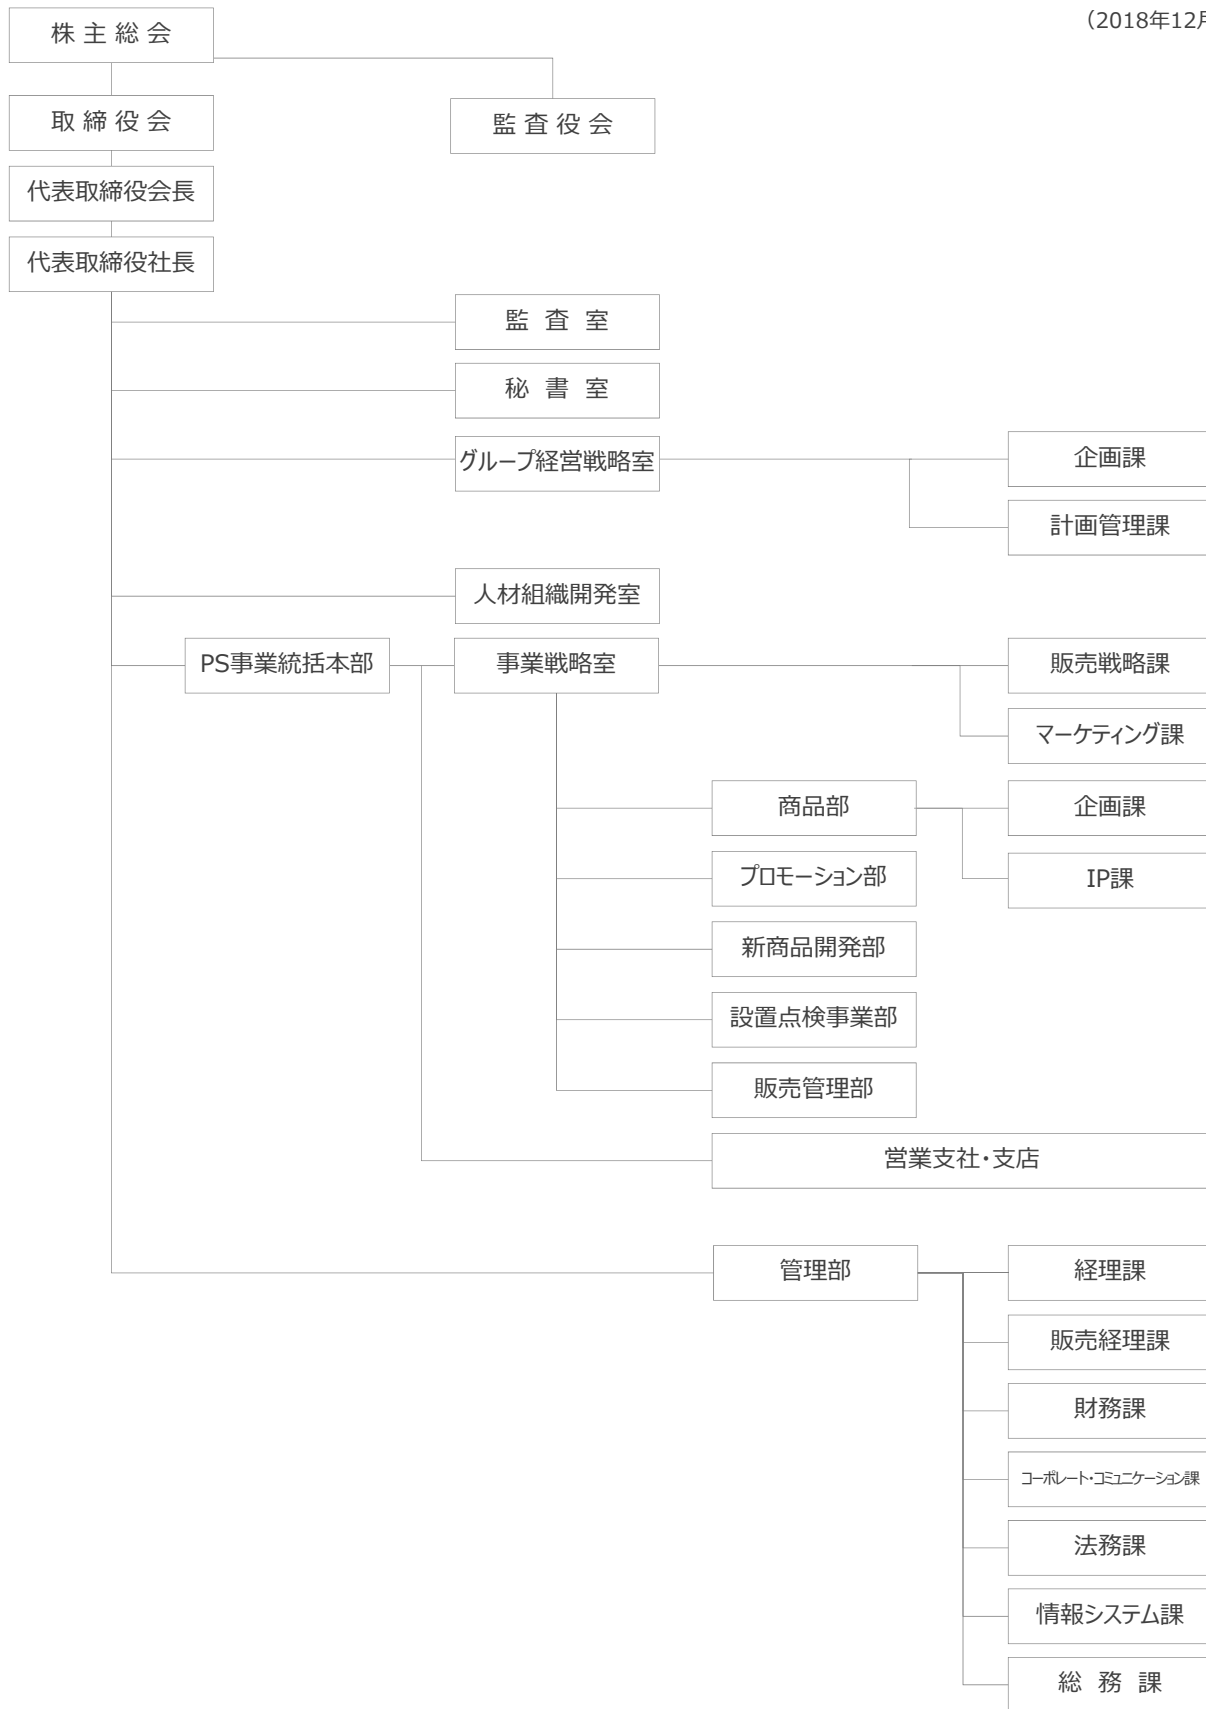 （2018年12月
株 主 総 会
取 締 役 会
監 査 役 会
代表取締役会長
代表取締役社長
監 査 室
秘 書 室
グループ経営戦略室
企画課
計画管理課
人材組織開発室
PS事業統括本部
事業戦略室
販売戦略課
マーケティング課
商品部
企画課
プロモーション部
IP課
新商品開発部
設置点検事業部
販売管理部
営業支社・支店
管理部
経理課
販売経理課
財務課
コーポレート・コミュニケーション課
法務課
情報システム課
総 務 課